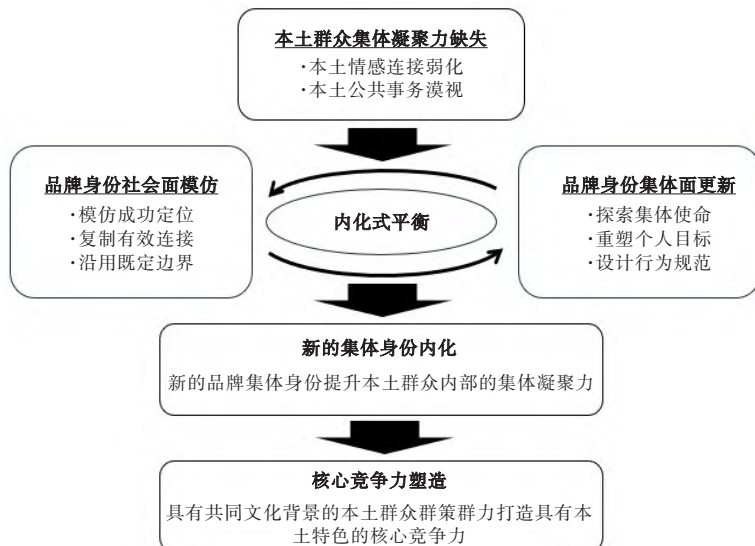 本土群众集体凝聚力缺失
·本土情感连接弱化
·本土公共事务漠视
品牌身份社会面模仿
·模仿成功定位
·复制有效连接
·沿用既定边界
内化式平衡
品牌身份集体面更新
·探索集体使命
·重塑个人目标
·设计行为规范
新的集体身份内化
新的品牌集体身份提升本土群众内部的集体凝聚力
核心竞争力塑造
具有共同文化背景的本土群众群策群力打造具有本
土特色的核心竞争力